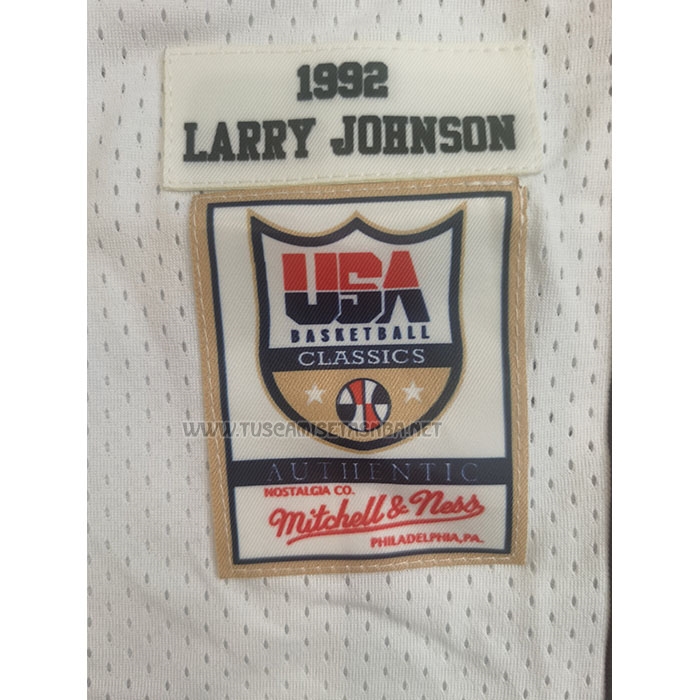 1992
LARRY JOHNSON
USA
BASKETBALL
CLASSICS
WWW.TUSCAMISETASNBA.NET
AUTHENTIC
NOSTALGIA CO.
Mitchell & Ness
PHILADELPHIA, PA.